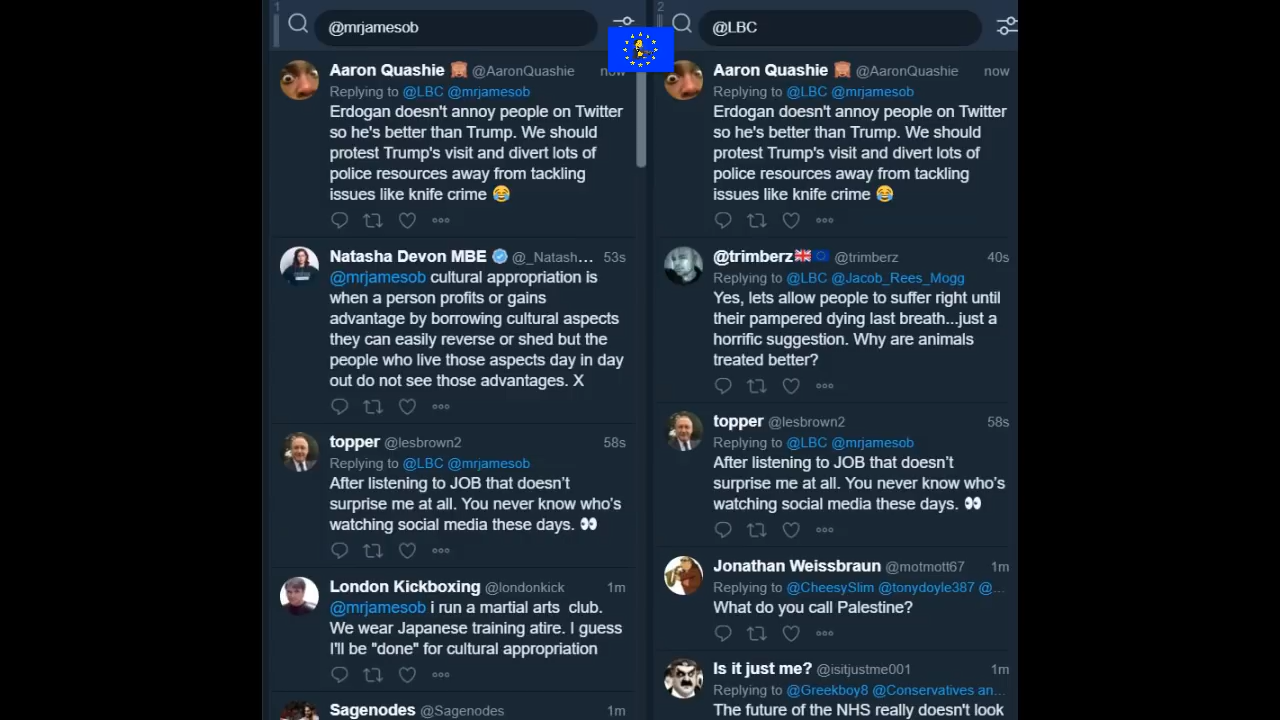 1
@mrjamesob
Aaron Quashie 🙈 @AaronQuashie now
Replying to @LBC @mrjamesob
Erdogan doesn't annoy people on Twitter
so he's better than Trump. We should
protest Trump's visit and divert lots of
police resources away from tackling
issues like knife crime 😂
Natasha Devon MBE @_Natash... 53s
@mrjamesob cultural appropriation is
when a person profits or gains
advantage by borrowing cultural aspects
they can easily reverse or shed but the
people who live those aspects day in day
out do not see those advantages. X
topper @lesbrown2 58s
Replying to @LBC @mrjamesob
After listening to JOB that doesn’t
surprise me at all. You never know who’s
watching social media these days. 👀
London Kickboxing @londonkick 1m
@mrjamesob i run a martial arts club.
We wear Japanese training atire. I guess
I'll be "done" for cultural appropriation
Sagenodes @Sagenodes 1m
2
@LBC
Aaron Quashie 🙈 @AaronQuashie now
Replying to @LBC @mrjamesob
Erdogan doesn't annoy people on Twitter
so he's better than Trump. We should
protest Trump's visit and divert lots of
police resources away from tackling
issues like knife crime 😂
@trimberz🇬🇧🇪🇺 @trimberz 40s
Replying to @LBC @Jacob_Rees_Mogg
Yes, lets allow people to suffer right until
their pampered dying last breath...just a
horrific suggestion. Why are animals
treated better?
topper @lesbrown2 58s
Replying to @LBC @mrjamesob
After listening to JOB that doesn’t
surprise me at all. You never know who’s
watching social media these days. 👀
Jonathan Weissbraun @motmott67 1m
Replying to @CheesySlim @tonydoyle387 @...
What do you call Palestine?
Is it just me? @isitjustme001 1m
Replying to @Greekboy8 @Conservatives an...
The future of the NHS really doesn't look